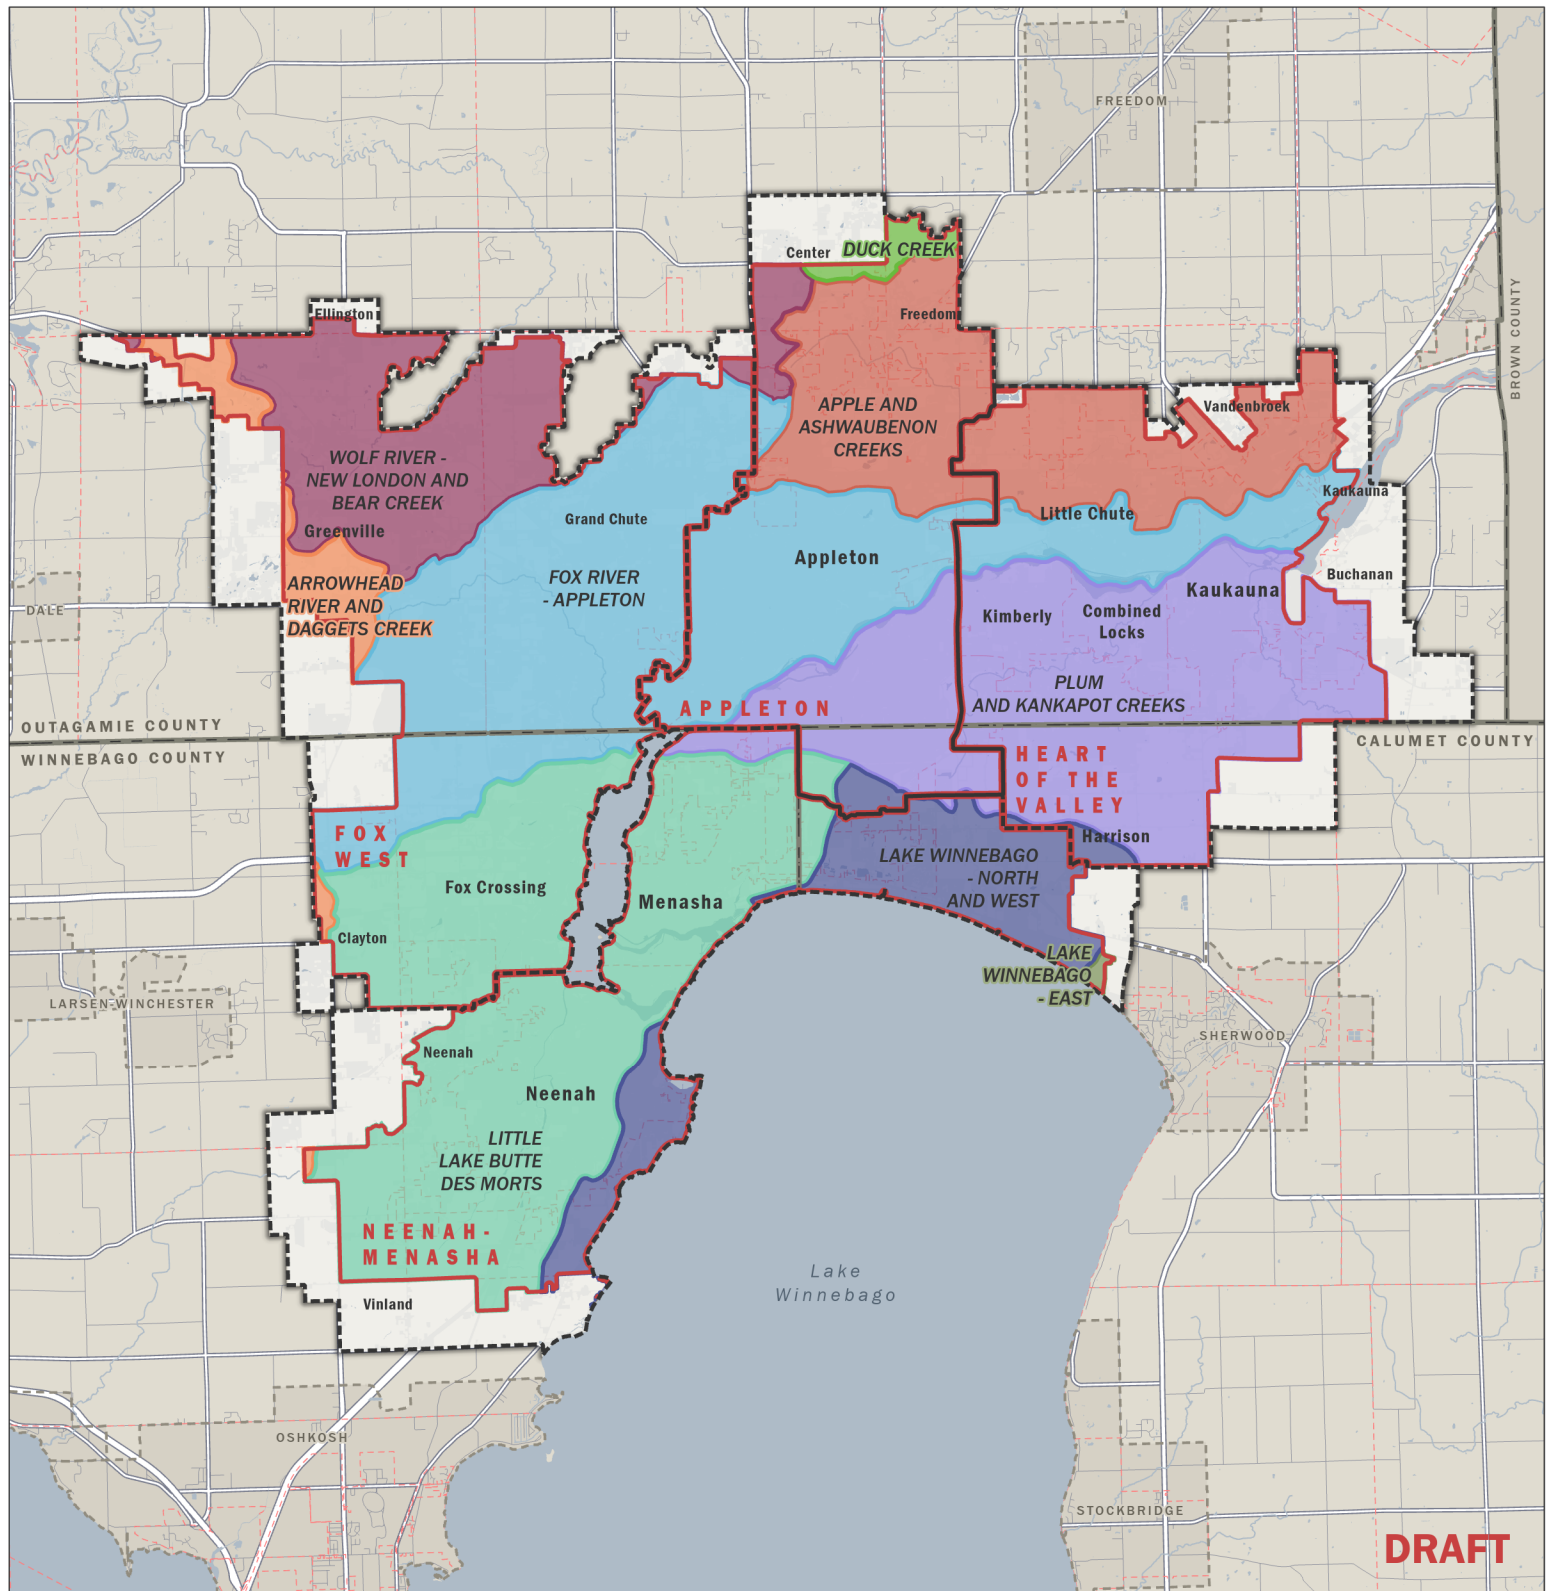 FREEDOM
Center
DUCK CREEK
Ellington
Freedom
BROWN COUNTY
APPLE AND
ASHWAUBENON
CREEKS
Vandenbroek
WOLF RIVER -
NEW LONDON AND
BEAR CREEK
Greenville
Grand Chute
Kaukauna
Little Chute
Appleton
FOX RIVER
- APPLETON
ARROWHEAD
RIVER AND
DAGGETS CREEK
DALE
Buchanan
Kaukauna
Kimberly
Combined
Locks
PLUM
AND KANKAPOT CREEKS
APPLETON
OUTAGAMIE COUNTY
WINNEBAGO COUNTY
CALUMET COUNTY
HEART
OF THE
VALLEY
FOX
WEST
Harrison
LAKE WINNEBAGO
- NORTH
AND WEST
Fox Crossing
Menasha
Clayton
LAKE
WINNEBAGO
- EAST
LARSEN-WINCHESTER
SHERWOOD
Neenah
Neenah
LITTLE
LAKE BUTTE
DES MORTS
NEENAH-
MENASHA
Lake
Winnebago
Vinland
OSHKOSH
STOCKBRIDGE
DRAFT